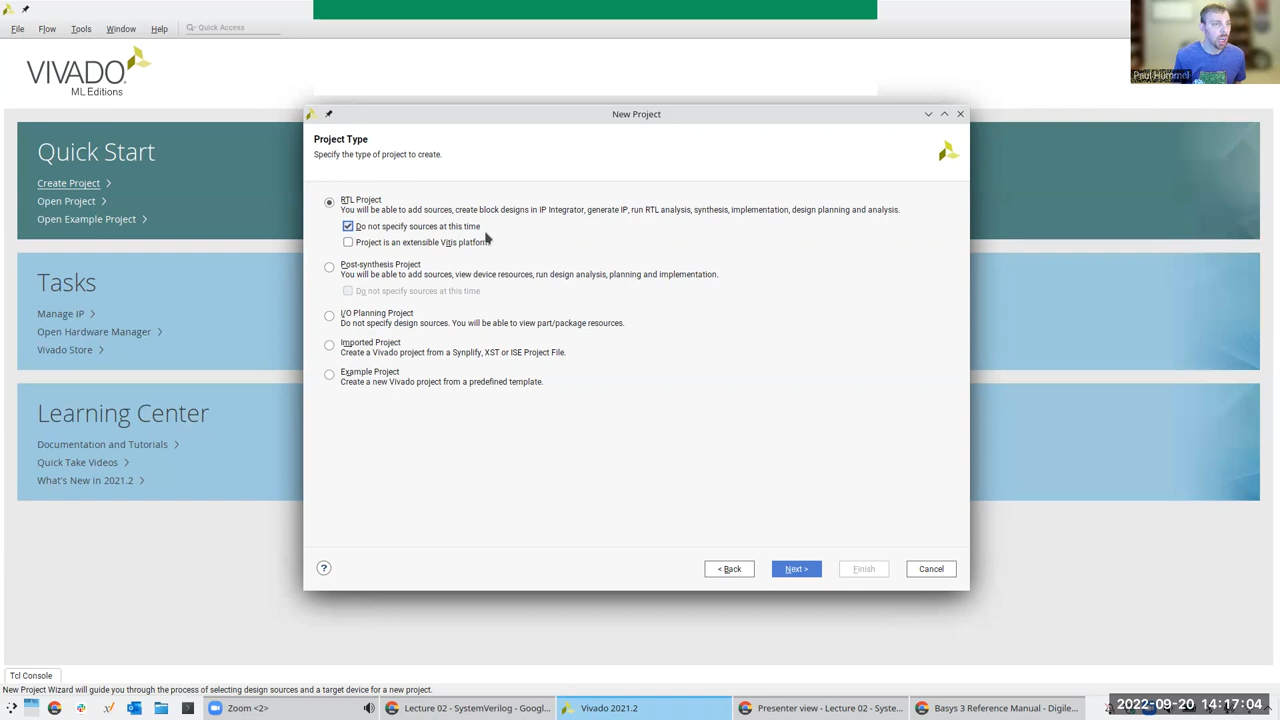 File Flow Tools Window Help Quick Access
VIVADO
ML Editions
Paul Hummel
New Project
Project Type
Specify the type of project to create.
Quick Start
Create Project
Open Project
Open Example Project
RTL Project
You will be able to add sources, create block designs in IP Integrator, generate IP, run RTL analysis, synthesis, implementation, design planning and analysis.
Do not specify sources at this time
Project is an extensible Vitis platform
Post-synthesis Project
You will be able to add sources, view device resources, run design analysis, planning and implementation.
Do not specify sources at this time
I/O Planning Project
Do not specify design sources. You will be able to view part/package resources.
Imported Project
Create a Vivado project from a Synplify, XST or ISE Project File.
Example Project
Create a new Vivado project from a predefined template.
Tasks
Manage IP
Open Hardware Manager
Vivado Store
Learning Center
Documentation and Tutorials
Quick Take Videos
What's New in 2021.2
? < Back Next > Finish Cancel
Tcl Console
New Project Wizard will guide you through the process of selecting design sources and a target device for a new project.
Zoom <2> Lecture 02 - SystemVerilog - Googl... Vivado 2021.2 Presenter view - Lecture 02 - Syste... Basys 3 Reference Manual - Digile... 2022-09-20 14:17:04